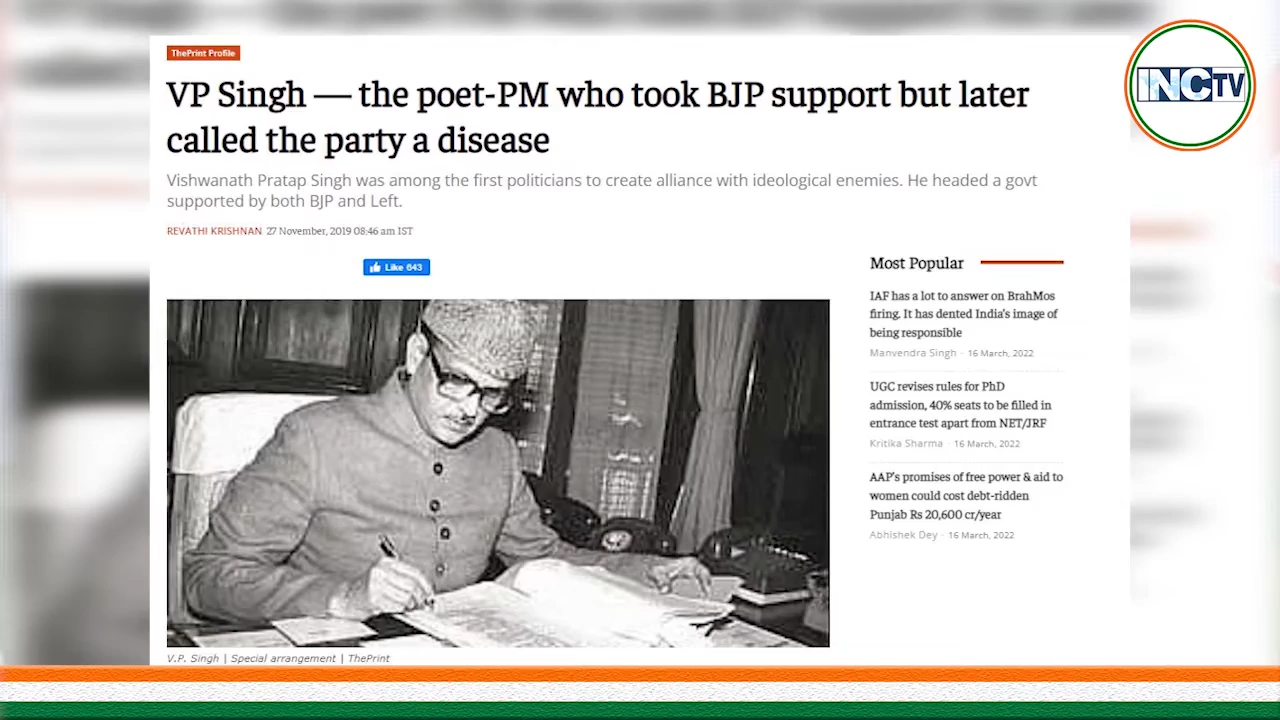 ThePrint Profile
VP Singh — the poet-PM who took BJP support but later
called the party a disease
Vishwanath Pratap Singh was among the first politicians to create alliance with ideological enemies. He headed a govt
supported by both BJP and Left.
REVATHI KRISHNAN 27 November, 2019 08:46 am IST
Like 643
V.P. Singh | Special arrangement | ThePrint
Most Popular
IAF has a lot to answer on BrahMos
firing. It has dented India's image of
being responsible
Manvendra Singh · 16 March, 2022
UGC revises rules for PhD
admission, 40% seats to be filled in
entrance test apart from NET/JRF
Kritika Sharma · 16 March, 2022
AAP's promises of free power & aid to
women could cost debt-ridden
Punjab Rs 20,600 cr/year
Abhishek Dey · 16 March, 2022
INCTV